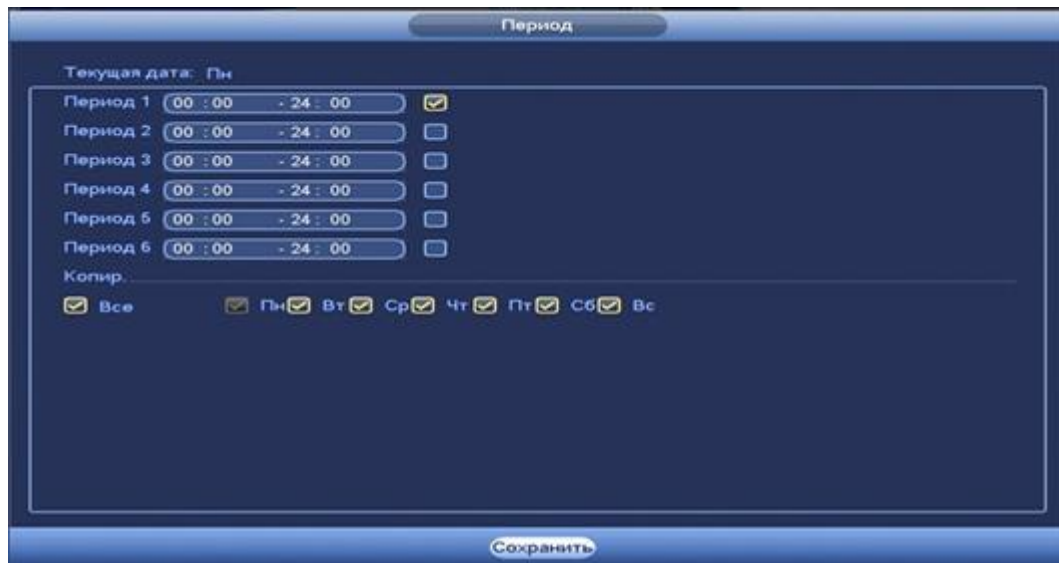 Период
Текущая дата: Пн
Период 1 00 : 00 - 24 : 00
Период 2 00 : 00 - 24 : 00
Период 3 00 : 00 - 24 : 00
Период 4 00 : 00 - 24 : 00
Период 5 00 : 00 - 24 : 00
Период 6 00 : 00 - 24 : 00
Копир.
Все Пн Вт Ср Чт Пт Сб Вс
Сохранить